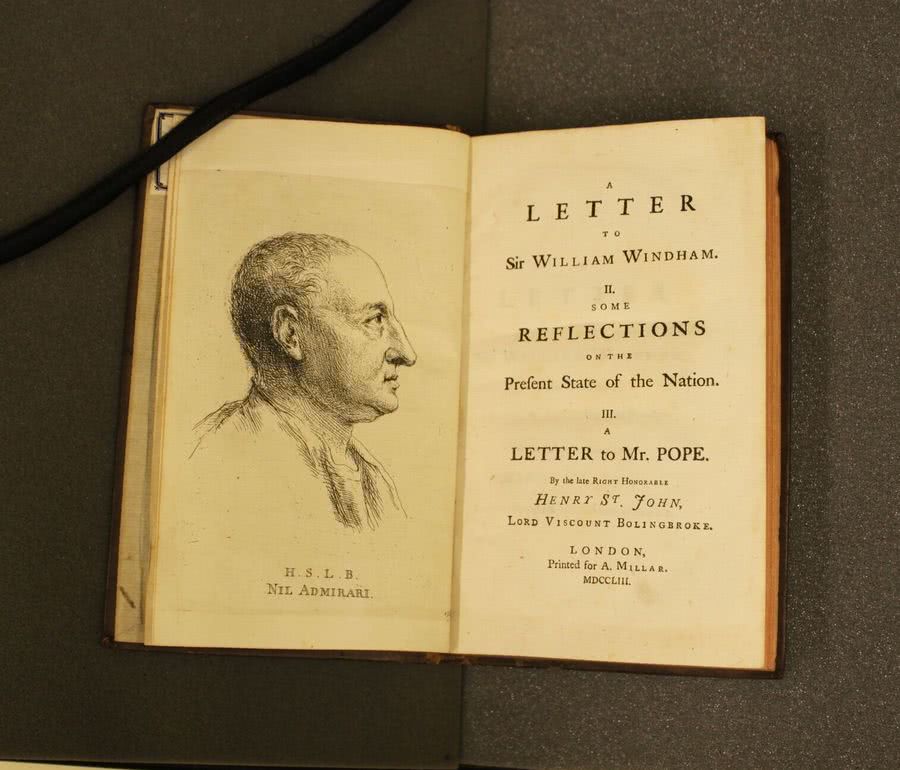 H. S. L. B.
NIL ADMIRARI.
A
LETTER
TO
Sir WILLIAM WINDHAM.
II.
SOME
REFLECTIONS
ON THE
Preſent State of the Nation.
III.
A
LETTER to Mr. POPE.
By the late RIGHT HONORABLE
HENRY ST. JOHN,
LORD VISCOUNT BOLINGBROKE.
LONDON,
Printed for A. MILLAR.
MDCCLIII.